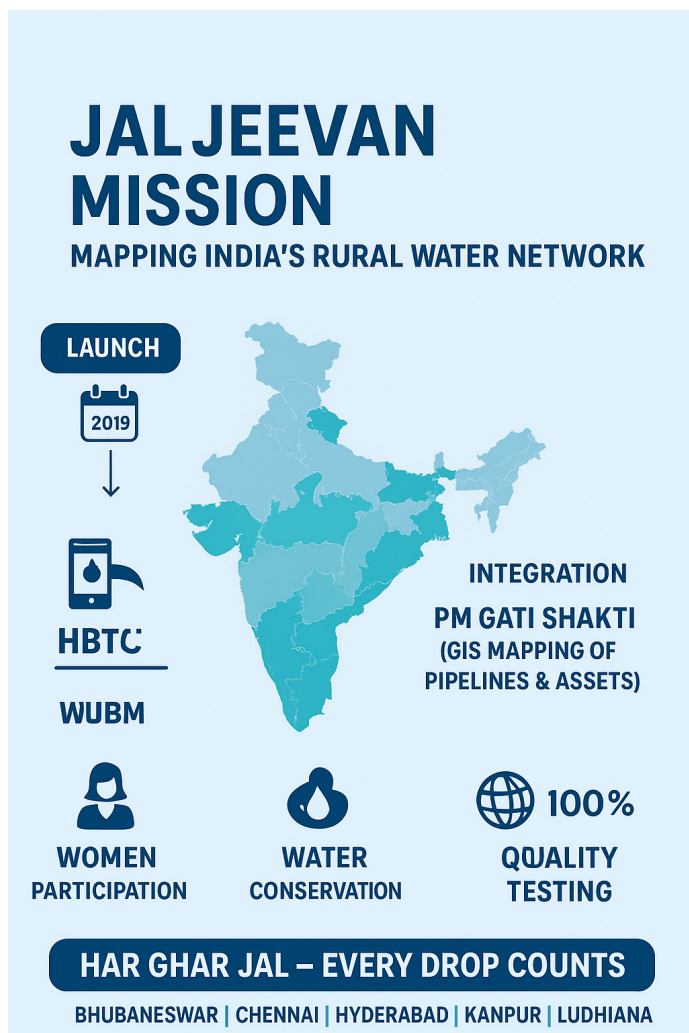 JAL JEEVAN
MISSION
MAPPING INDIA'S RURAL WATER NETWORK
LAUNCH
2019
HBTC
WUBM
INTEGRATION
PM GATI SHAKTI
(GIS MAPPING OF
PIPELINES & ASSETS)
WOMEN
PARTICIPATION
WATER
CONSERVATION
100%
QUALITY
TESTING
HAR GHAR JAL – EVERY DROP COUNTS
BHUBANESWAR | CHENNAI | HYDERABAD | KANPUR | LUDHIANA